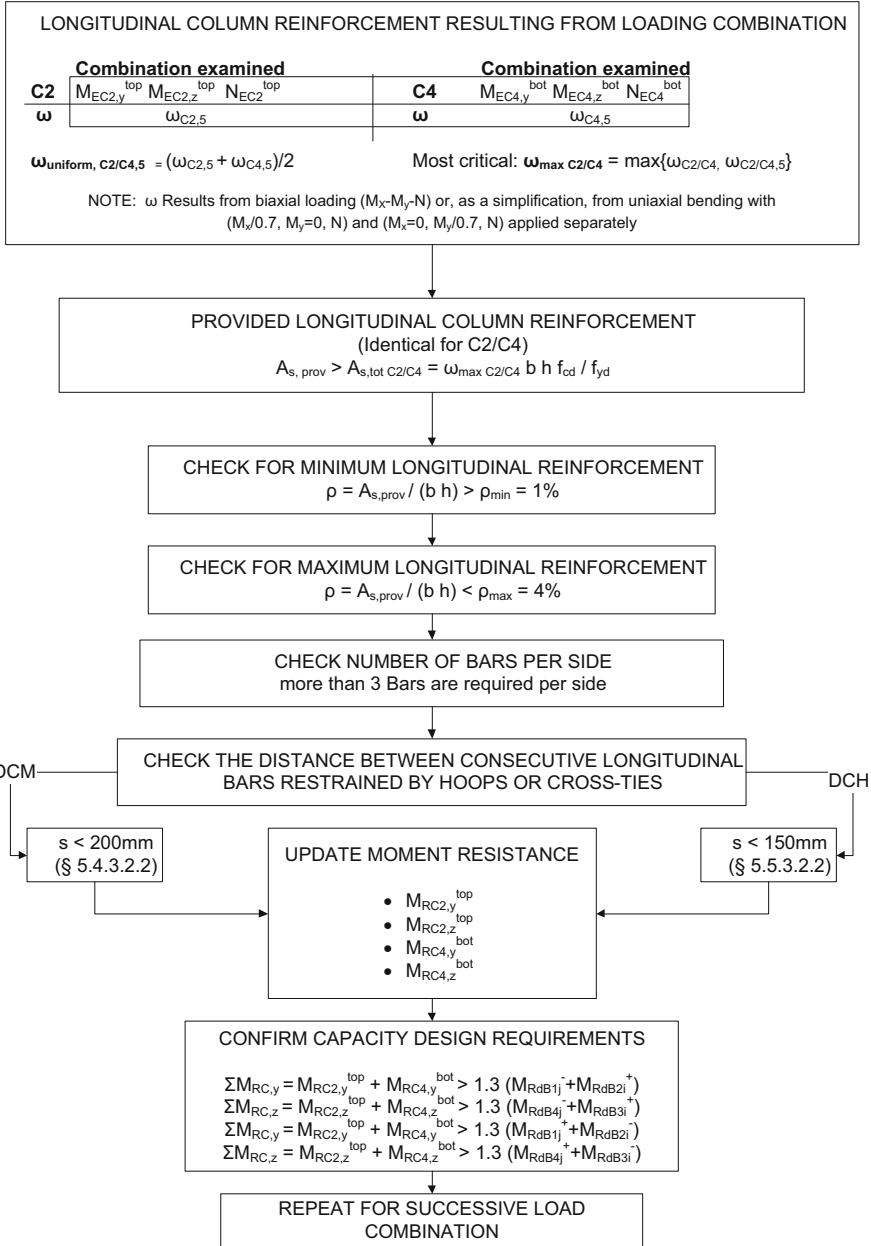 LONGITUDINAL COLUMN REINFORCEMENT RESULTING FROM LOADING COMBINATION
Combination examined Combination examined
C2 M_EC2,y^top M_EC2,z^top N_EC2^top C4 M_EC4,y^bot M_EC4,z^bot N_EC4^bot
ω ω_C2,5 ω ω_C4,5
ω_uniform, C2/C4,5 = (ω_C2,5 + ω_C4,5)/2 Most critical: ω_max C2/C4 = max{ω_C2/C4, ω_C2/C4,5}
NOTE: ω Results from biaxial loading (M_X-M_y-N) or, as a simplification, from uniaxial bending with
(M_x/0.7, M_y=0, N) and (M_x=0, M_y/0.7, N) applied separately
PROVIDED LONGITUDINAL COLUMN REINFORCEMENT
(Identical for C2/C4)
A_s, prov > A_s,tot C2/C4 = ω_max C2/C4 b h f_cd / f_yd
CHECK FOR MINIMUM LONGITUDINAL REINFORCEMENT
ρ = A_s,prov / (b h) > ρ_min = 1%
CHECK FOR MAXIMUM LONGITUDINAL REINFORCEMENT
ρ = A_s,prov / (b h) < ρ_max = 4%
CHECK NUMBER OF BARS PER SIDE
more than 3 Bars are required per side
CHECK THE DISTANCE BETWEEN CONSECUTIVE LONGITUDINAL
BARS RESTRAINED BY HOOPS OR CROSS-TIES
DCM
DCH
s < 200mm
(§ 5.4.3.2.2)
UPDATE MOMENT RESISTANCE
• M_RC2,y^top
• M_RC2,z^top
• M_RC4,y^bot
• M_RC4,z^bot
s < 150mm
(§ 5.5.3.2.2)
CONFIRM CAPACITY DESIGN REQUIREMENTS
ΣM_RC,y = M_RC2,y^top + M_RC4,y^bot > 1.3 (M_RdB1j^- + M_RdB2i^+)
ΣM_RC,z = M_RC2,z^top + M_RC4,z^bot > 1.3 (M_RdB4j^- + M_RdB3i^+)
ΣM_RC,y = M_RC2,y^top + M_RC4,y^bot > 1.3 (M_RdB1j^+ + M_RdB2i^-)
ΣM_RC,z = M_RC2,z^top + M_RC4,z^bot > 1.3 (M_RdB4j^+ + M_RdB3i^-)
REPEAT FOR SUCCESSIVE LOAD
COMBINATION